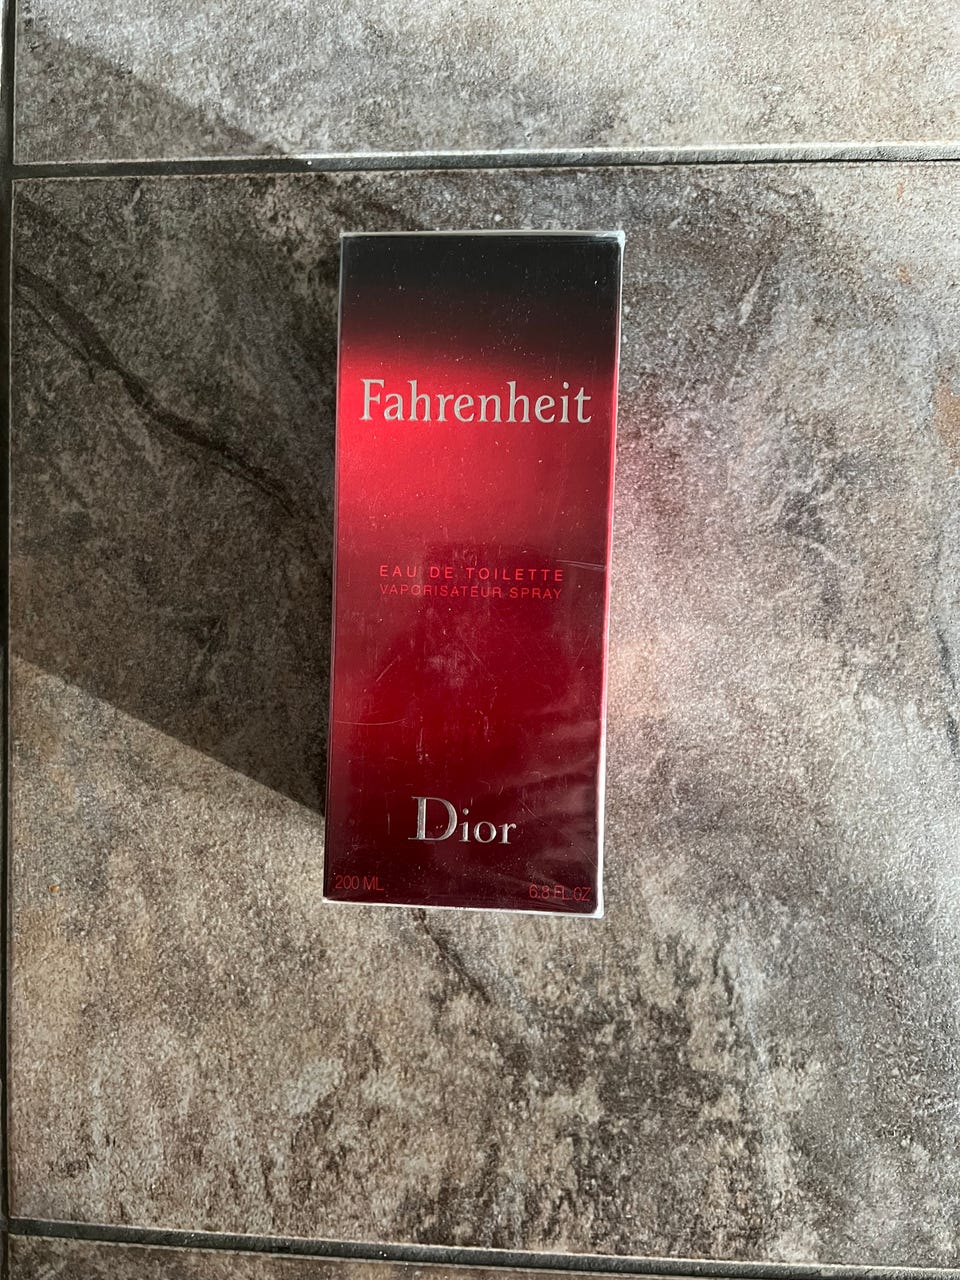 Fahrenheit
EAU DE TOILETTE
VAPORISATEUR SPRAY
Dior
200 ML 6.8 FL.OZ